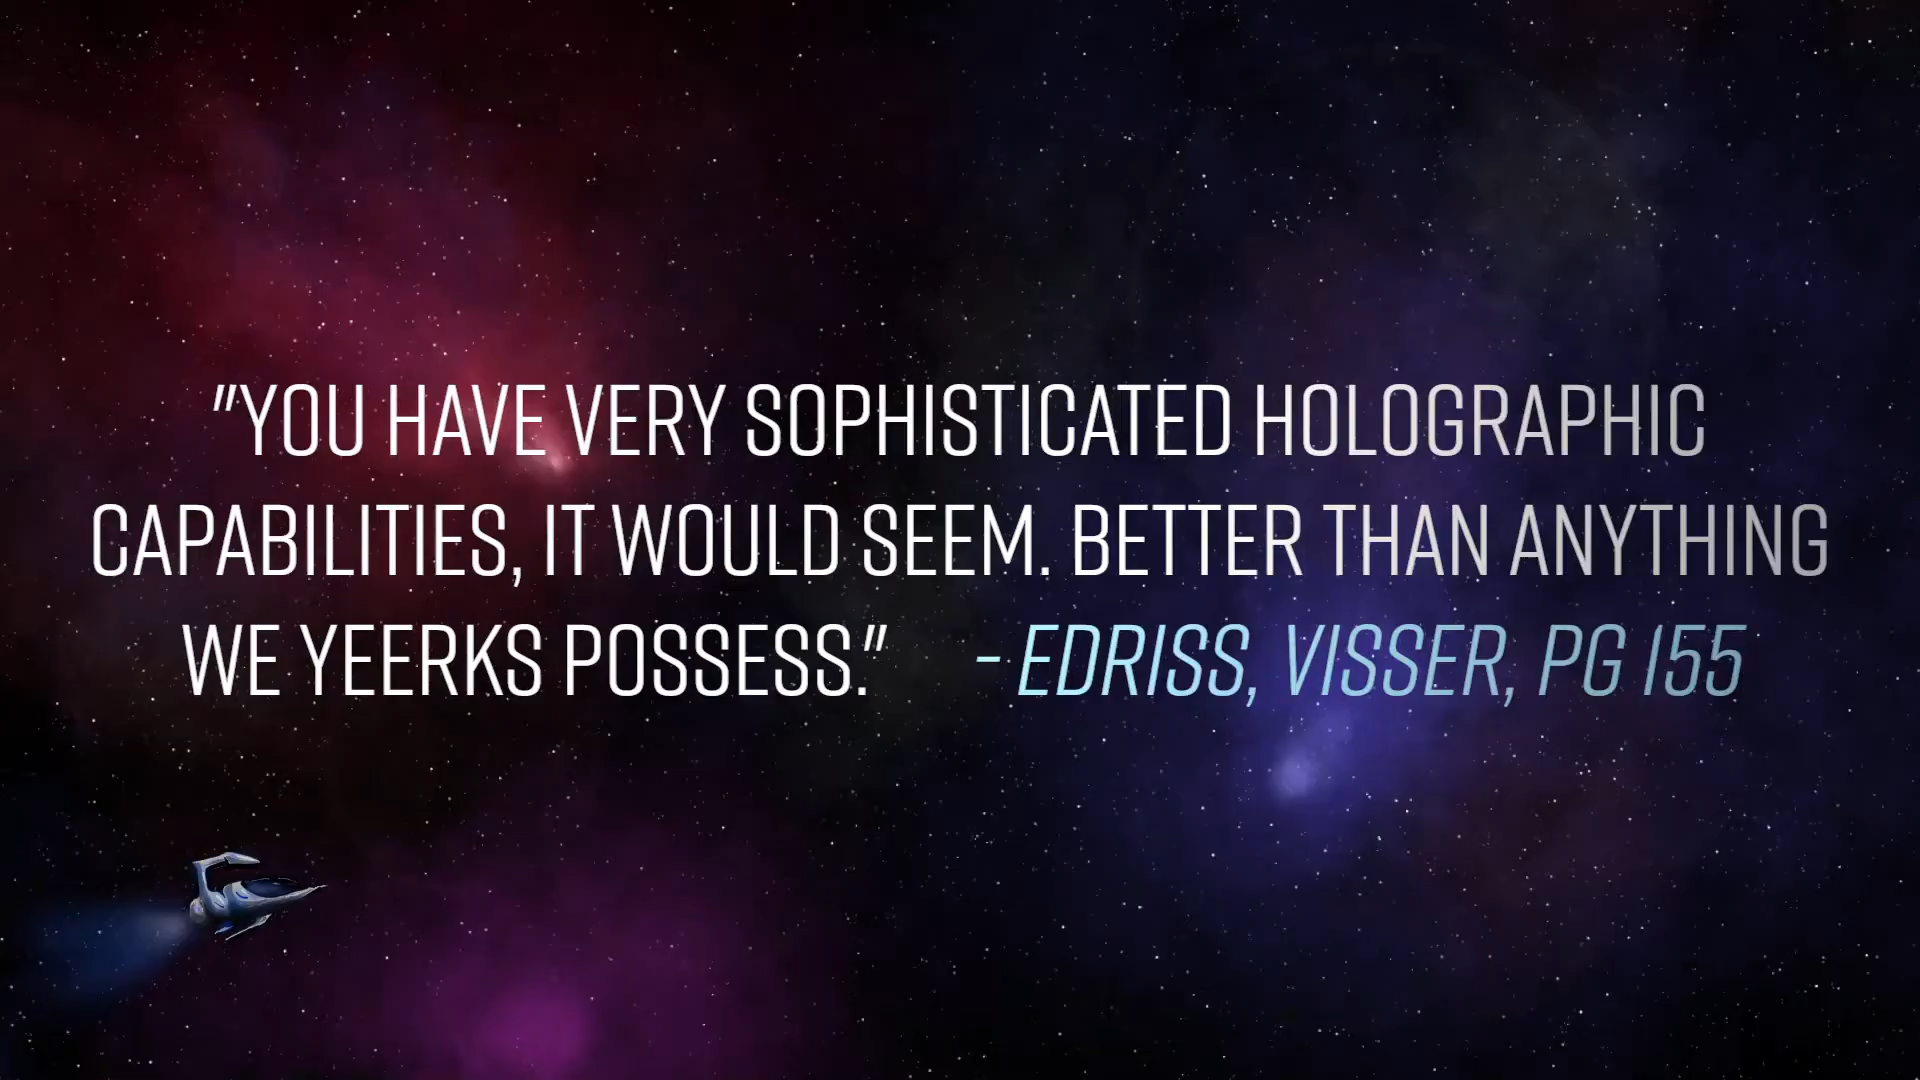 "YOU HAVE VERY SOPHISTICATED HOLOGRAPHIC
CAPABILITIES, IT WOULD SEEM. BETTER THAN ANYTHING
WE YEERKS POSSESS." - EDRISS, VISSER, PG 155